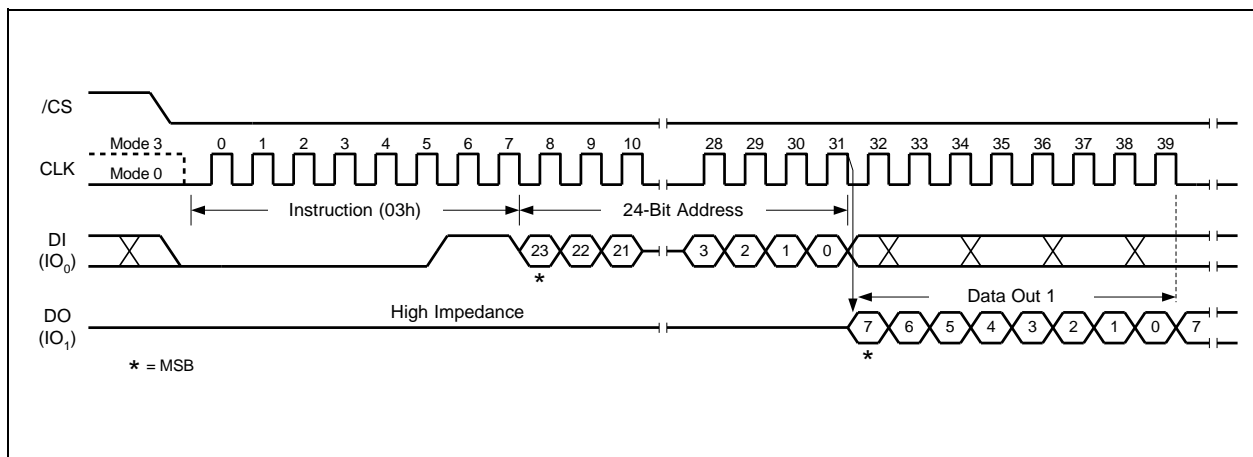 /CS
Mode 3
0 1 2 3 4 5 6 7 8 9 10 28 29 30 31 32 33 34 35 36 37 38 39
CLK
Mode 0
Instruction (03h)
24-Bit Address
DI
(IO0)
23 22 21 3 2 1 0
*
Data Out 1
DO
(IO1)
High Impedance
7 6 5 4 3 2 1 0 7
*
* = MSB